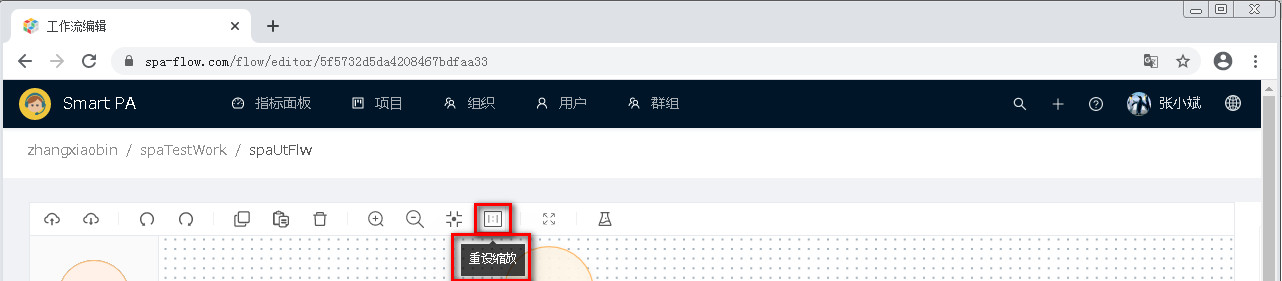 工作流编辑
spa-flow.com/flow/editor/5f5732d5da4208467bdfaa33
Smart PA 指标面板 项目 组织 用户 群组 张小斌
zhangxiaobin / spaTestWork / spaUtFlw
重设缩放